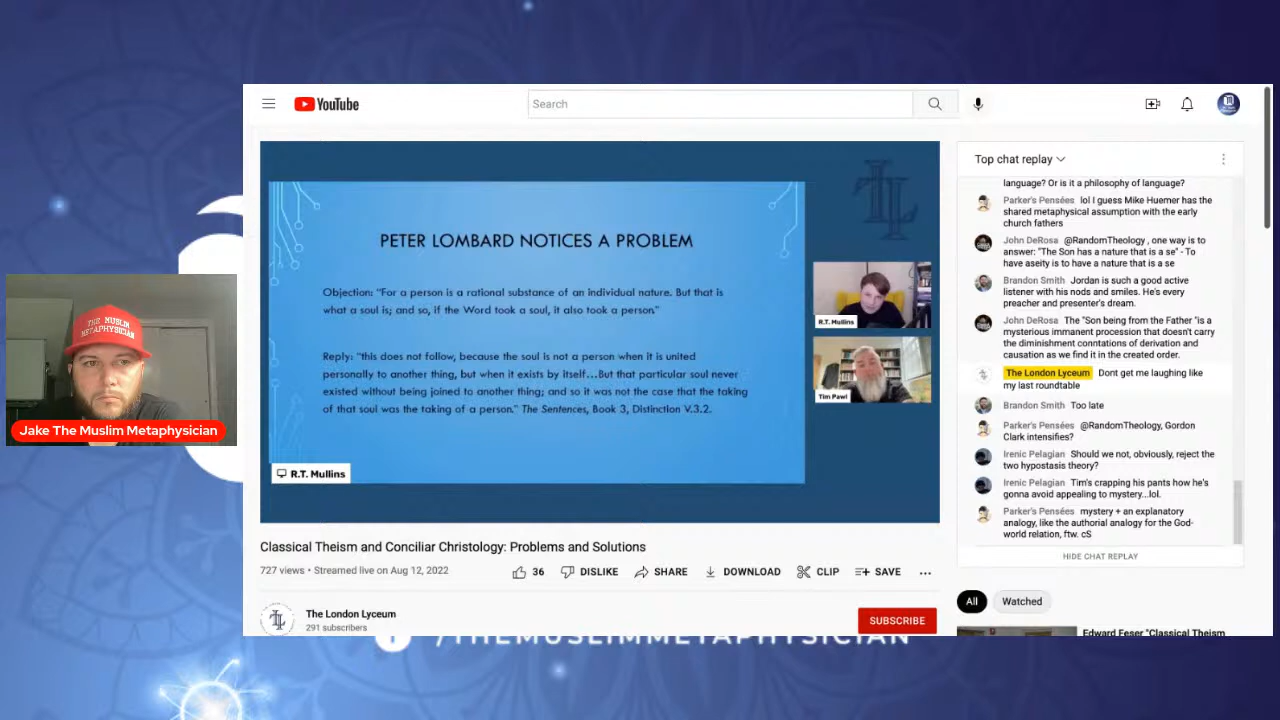 YouTube
Search
PETER LOMBARD NOTICES A PROBLEM
Objection: "For a person is a rational substance of an individual nature. But that is
what a soul is; and so, if the Word took a soul, it also took a person."
Reply: "this does not follow, because the soul is not a person when it is united
personally to another thing, but when it exists by itself...But that particular soul never
existed without being joined to another thing; and so it was not the case that the taking
of that soul was the taking of a person." The Sentences, Book 3, Distinction V.3.2.
R.T. Mullins
R.T. Mullins
Tim Pawl
THE MUSLIM
METAPHYSICIAN
Jake The Muslim Metaphysician
Classical Theism and Conciliar Christology: Problems and Solutions
727 views • Streamed live on Aug 12, 2022
36
DISLIKE
SHARE
DOWNLOAD
CLIP
SAVE
The London Lyceum
291 subscribers
SUBSCRIBE
Top chat replay
language? Or is it a philosophy of language?
Parker's Pensées lol I guess Mike Huemer has the
shared metaphysical assumption with the early
church fathers
John DeRosa @RandomTheology , one way is to
answer: "The Son has a nature that is a se" - To
have aseity is to have a nature that is a se
Brandon Smith Jordan is such a good active
listener with his nods and smiles. He's every
preacher and presenter's dream.
John DeRosa The "Son being from the Father "is a
mysterious immanent procession that doesn't carry
the diminishment conntations of derivation and
causation as we find it in the created order.
The London Lyceum Dont get me laughing like
my last roundtable
Brandon Smith Too late
Parker's Pensées @RandomTheology, Gordon
Clark intensifies?
Irenic Pelagian Should we not, obviously, reject the
two hypostasis theory?
Irenic Pelagian Tim's crapping his pants how he's
gonna avoid appealing to mystery...lol.
Parker's Pensées mystery + an explanatory
analogy, like the authorial analogy for the God-
world relation, ftw. cS
HIDE CHAT REPLAY
All
Watched
Edward Feser "Classical Theism
/THEMUSLIMMETAPHYSICIAN